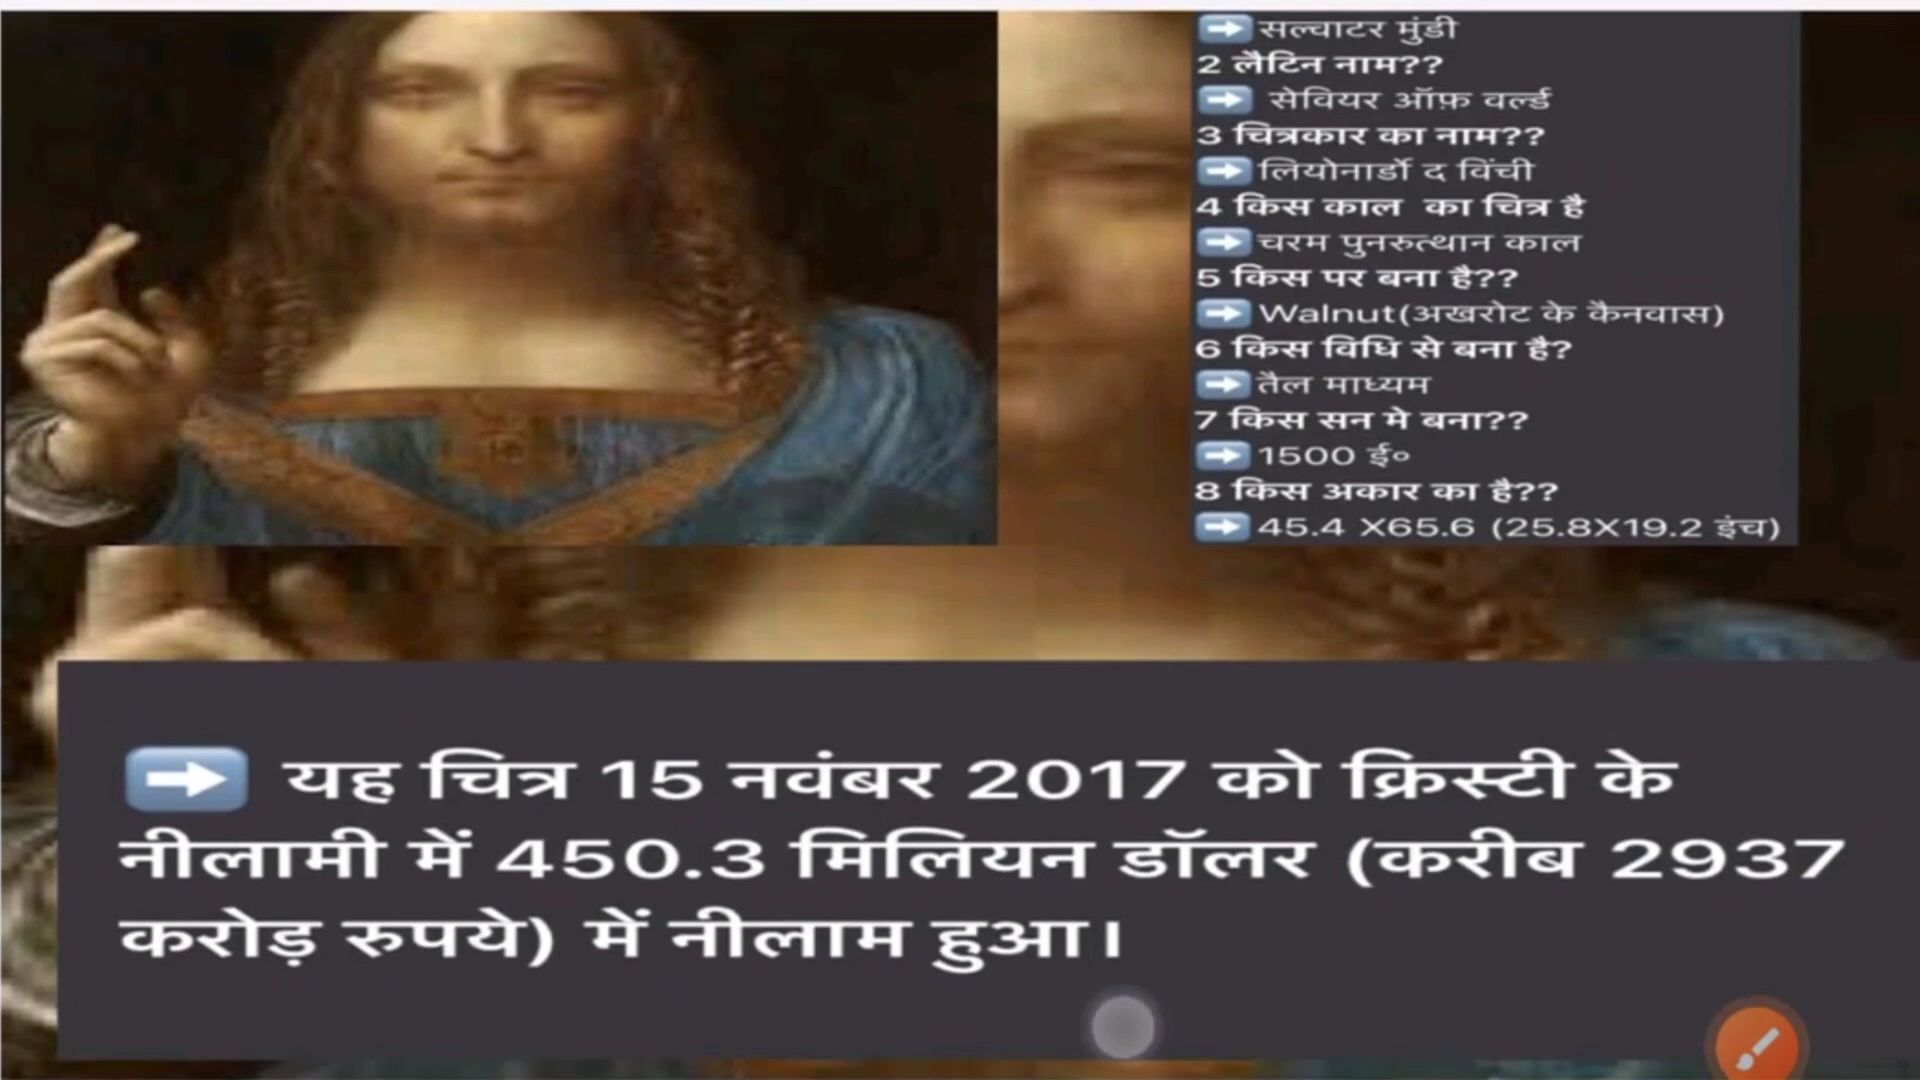 ➡ सल्वाटर मुंडी
2 लैटिन नाम??
➡ सेवियर ऑफ़ वर्ल्ड
3 चित्रकार का नाम??
➡ लियोनार्डो द विंची
4 किस काल का चित्र है
➡ चरम पुनरुत्थान काल
5 किस पर बना है??
➡ Walnut(अखरोट के कैनवास)
6 किस विधि से बना है?
➡ तैल माध्यम
7 किस सन मे बना??
➡ 1500 ई०
8 किस अकार का है??
➡ 45.4 X65.6 (25.8X19.2 इंच)
➡ यह चित्र 15 नवंबर 2017 को क्रिस्टी के
नीलामी में 450.3 मिलियन डॉलर (करीब 2937
करोड़ रुपये) में नीलाम हुआ।